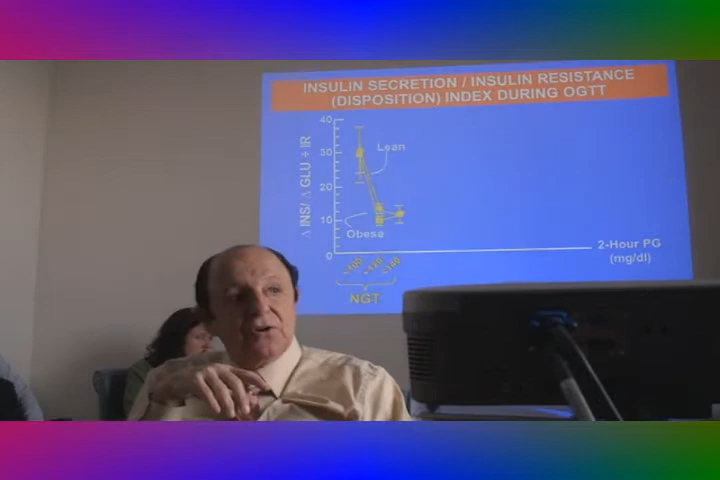 INSULIN SECRETION / INSULIN RESISTANCE
(DISPOSITION) INDEX DURING OGTT
40
30
20
10
0
Δ INS/ Δ GLU ÷ IR
Lean
Obese
<100
<120
<140
NGT
2-Hour PG
(mg/dl)